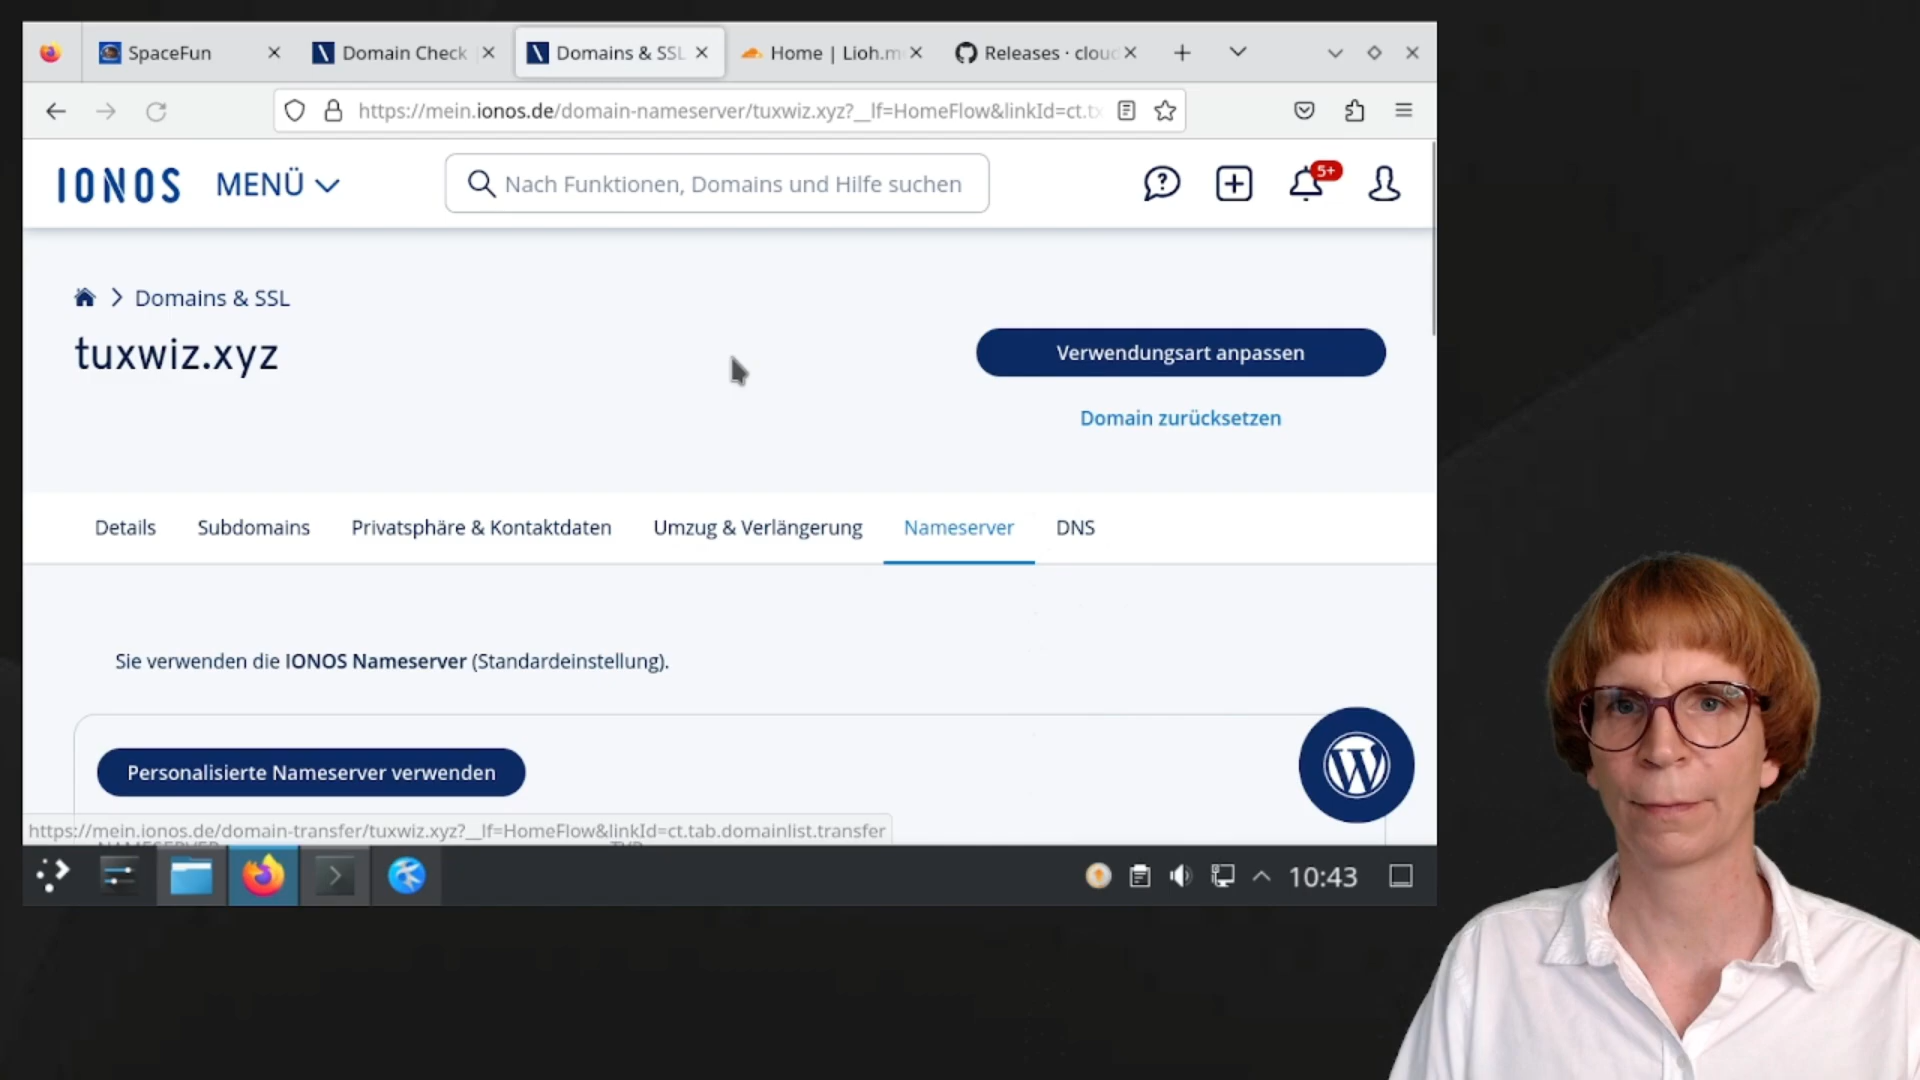 SpaceFun
Domain Check
Domains & SSL
Home | Lioh.m
Releases · clou
https://mein.ionos.de/domain-nameserver/tuxwiz.xyz?__lf=HomeFlow&linkId=ct.tx
IONOS
MENÜ
Nach Funktionen, Domains und Hilfe suchen
5+
Domains & SSL
tuxwiz.xyz
Verwendungsart anpassen
Domain zurücksetzen
Details
Subdomains
Privatsphäre & Kontaktdaten
Umzug & Verlängerung
Nameserver
DNS
Sie verwenden die IONOS Nameserver (Standardeinstellung).
Personalisierte Nameserver verwenden
https://mein.ionos.de/domain-transfer/tuxwiz.xyz?__lf=HomeFlow&linkId=ct.tab.domainlist.transfer
10:43